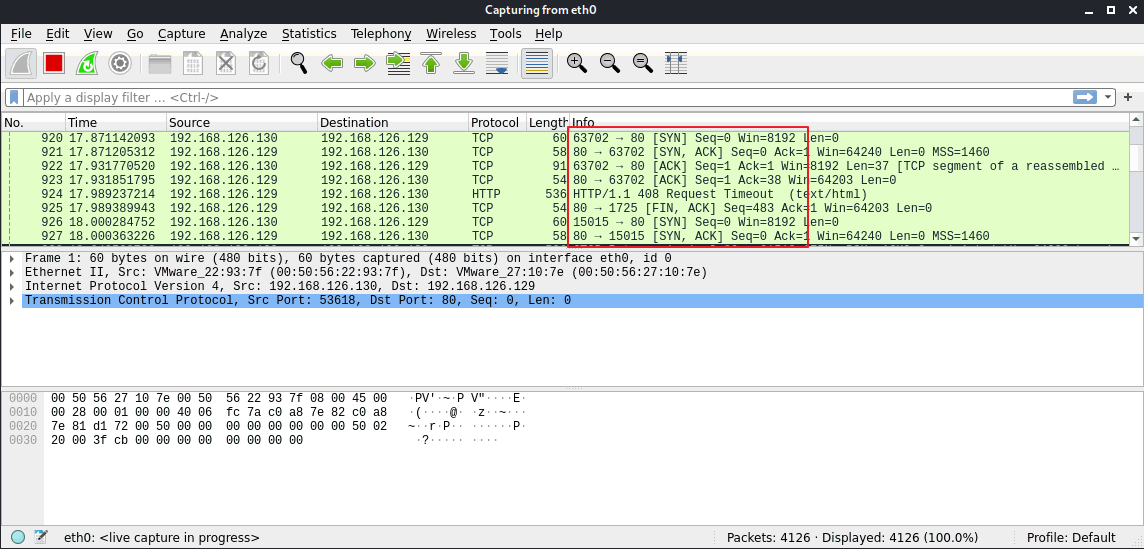 Capturing from eth0
File Edit View Go Capture Analyze Statistics Telephony Wireless Tools Help
Apply a display filter … <Ctrl-/>
No. Time Source Destination Protocol Length Info
920 17.871142093 192.168.126.130 192.168.126.129 TCP 60 63702 → 80 [SYN] Seq=0 Win=8192 Len=0
921 17.871205312 192.168.126.129 192.168.126.130 TCP 58 80 → 63702 [SYN, ACK] Seq=0 Ack=1 Win=64240 Len=0 MSS=1460
922 17.931770520 192.168.126.130 192.168.126.129 TCP 91 63702 → 80 [ACK] Seq=1 Ack=1 Win=8192 Len=37 [TCP segment of a reassembled …
923 17.931851795 192.168.126.129 192.168.126.130 TCP 54 80 → 63702 [ACK] Seq=1 Ack=38 Win=64203 Len=0
924 17.989237214 192.168.126.129 192.168.126.130 HTTP 536 HTTP/1.1 408 Request Timeout (text/html)
925 17.989389943 192.168.126.129 192.168.126.130 TCP 54 80 → 1725 [FIN, ACK] Seq=483 Ack=1 Win=64203 Len=0
926 18.000284752 192.168.126.130 192.168.126.129 TCP 60 15015 → 80 [SYN] Seq=0 Win=8192 Len=0
927 18.000363226 192.168.126.129 192.168.126.130 TCP 58 80 → 15015 [SYN, ACK] Seq=0 Ack=1 Win=64240 Len=0 MSS=1460
Frame 1: 60 bytes on wire (480 bits), 60 bytes captured (480 bits) on interface eth0, id 0
Ethernet II, Src: VMware_22:93:7f (00:50:56:22:93:7f), Dst: VMware_27:10:7e (00:50:56:27:10:7e)
Internet Protocol Version 4, Src: 192.168.126.130, Dst: 192.168.126.129
Transmission Control Protocol, Src Port: 53618, Dst Port: 80, Seq: 0, Len: 0
0000 00 50 56 27 10 7e 00 50 56 22 93 7f 08 00 45 00 ·PV'·~·P V"····E·
0010 00 28 00 01 00 00 40 06 fc 7a c0 a8 7e 82 c0 a8 ·(····@· ·z··~···
0020 7e 81 d1 72 00 50 00 00 00 00 00 00 00 00 50 02 ~··r·P·· ······P·
0030 20 00 3f cb 00 00 00 00 00 00 00 00 ·?····· ····
eth0: <live capture in progress>
Packets: 4126 · Displayed: 4126 (100.0%)
Profile: Default